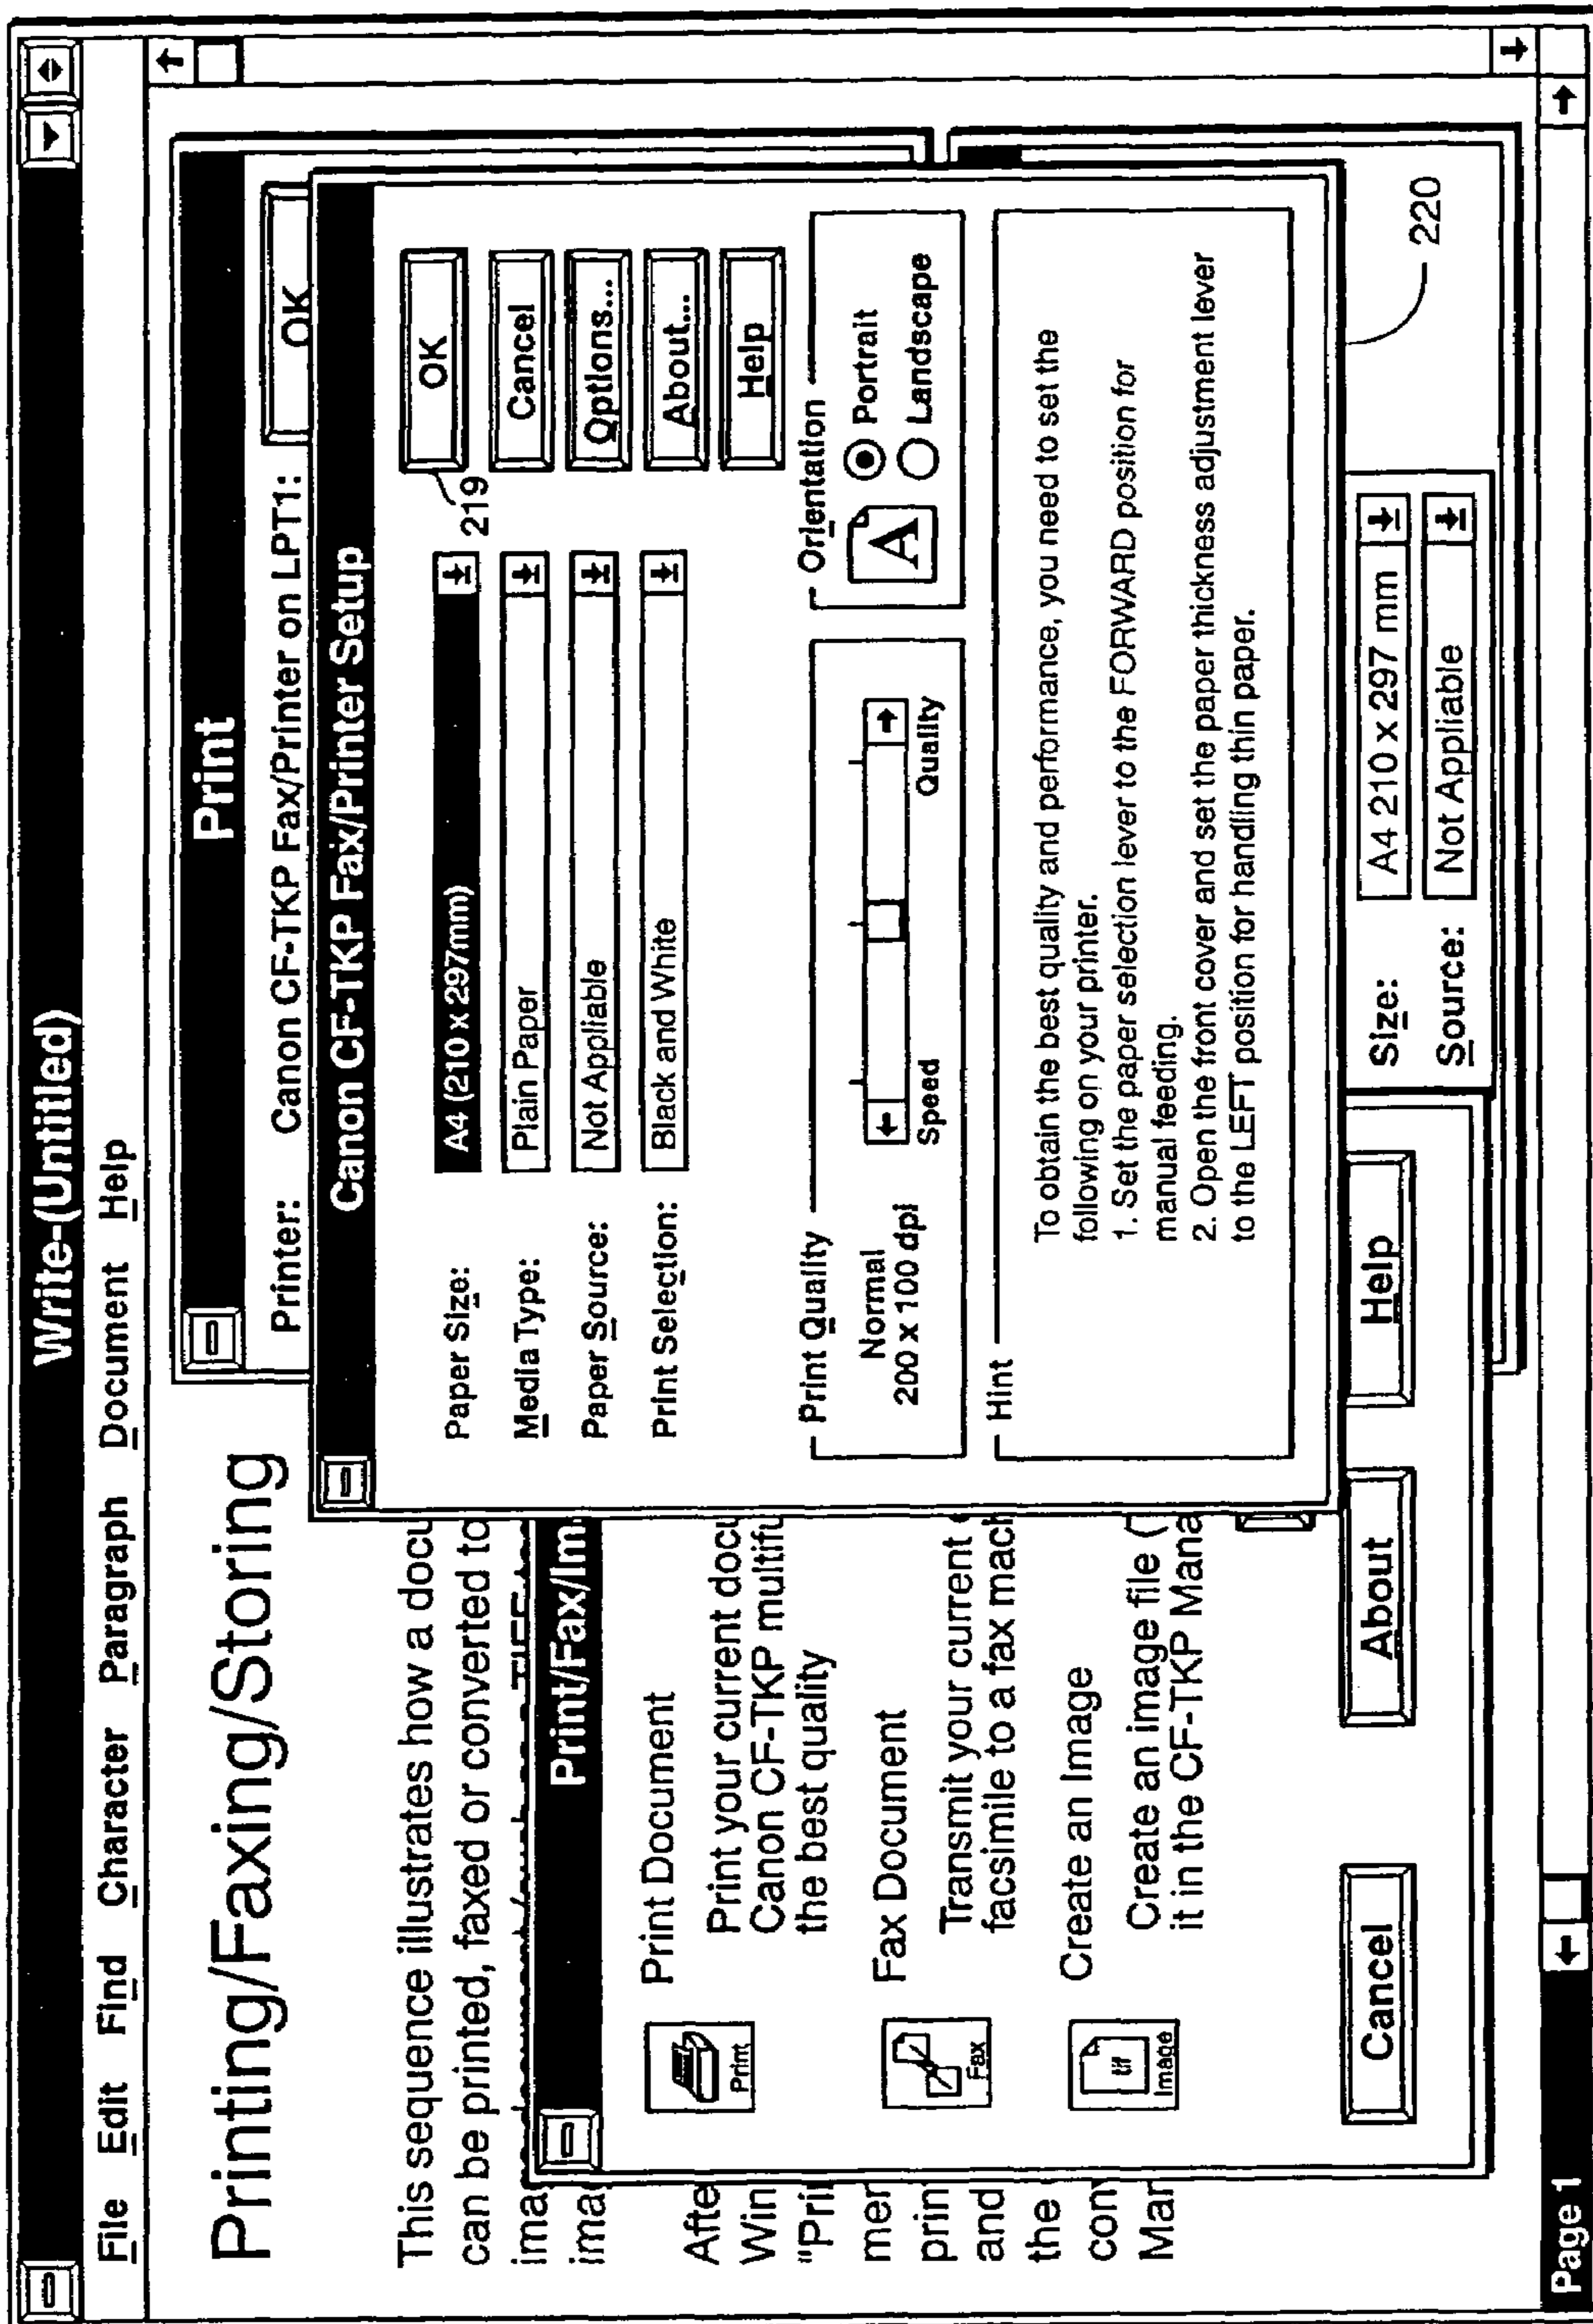 Write-(Untitled)
File Edit Find Character Paragraph Document Help
Printing/Faxing/Storing
This sequence illustrates how a docu
can be printed, faxed or converted to
ima
ima
Afte
Win
"Pri
mer
prin
and
the
con
Mar
Print
Printer: Canon CF-TKP Fax/Printer on LPT1:
OK
Print/Fax/Im
Print
Print Document
Print your current docu
Canon CF-TKP multifu
the best quality
Fax
Fax Document
Transmit your current
facsimile to a fax mach
tif
Image
Create an Image
Create an image file (
it in the CF-TKP Mana
Cancel About Help
Canon CF-TKP Fax/Printer Setup
Paper Size: A4 (210 x 297mm)
Media Type: Plain Paper
Paper Source: Not Appliable
Print Selection: Black and White
219
OK
Cancel
Options...
About...
Help
Print Quality
Normal
200 x 100 dpi
Speed Quality
Orientation
A
Portrait
Landscape
Hint
To obtain the best quality and performance, you need to set the
following on your printer.
1. Set the paper selection lever to the FORWARD position for
manual feeding.
2. Open the front cover and set the paper thickness adjustment lever
to the LEFT position for handling thin paper.
Size: A4 210 x 297 mm
Source: Not Appliable
220
Page 1